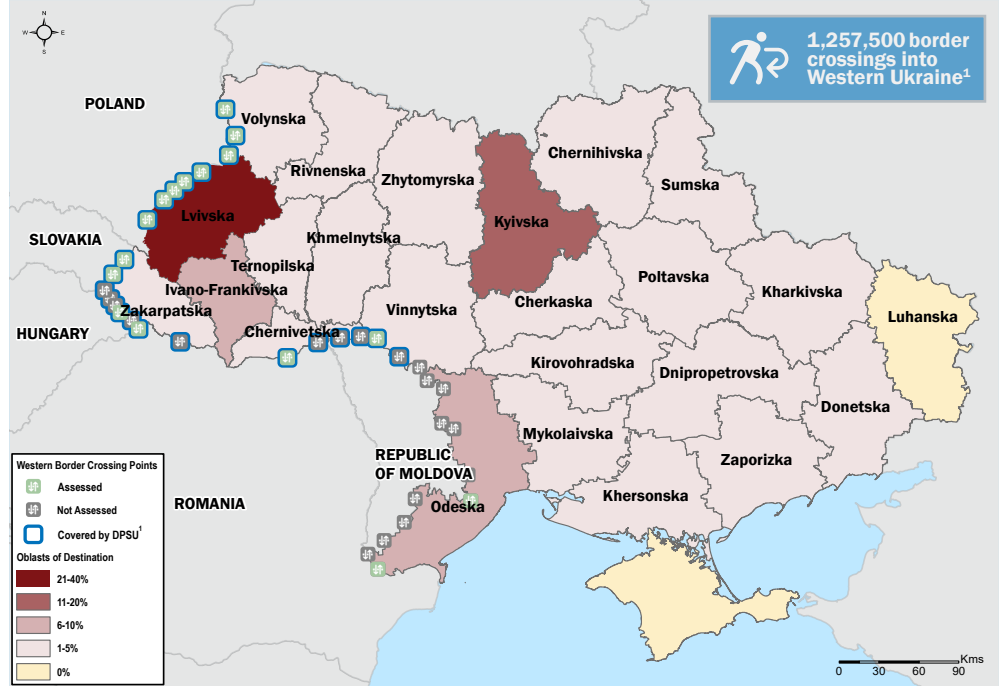 N
W E
S
1,257,500 border
crossings into
Western Ukraine1
POLAND
Volynska
Chernihivska
Rivnenska
Zhytomyrska
Sumska
Lvivska
Kyivska
SLOVAKIA
Khmelnytska
Ternopilska
Poltavska
Ivano-Frankivska
Kharkivska
Cherkaska
Zakarpatska
Vinnytska
Luhanska
HUNGARY
Chernivetska
Kirovohradska
Dnipropetrovska
Donetska
Mykolaivska
REPUBLIC
OF MOLDOVA
Zaporizka
Khersonska
ROMANIA
Odeska
Western Border Crossing Points
Assessed
Not Assessed
Covered by DPSU1
Oblasts of Destination
21-40%
11-20%
6-10%
1-5%
0%
Kms
0 30 60 90